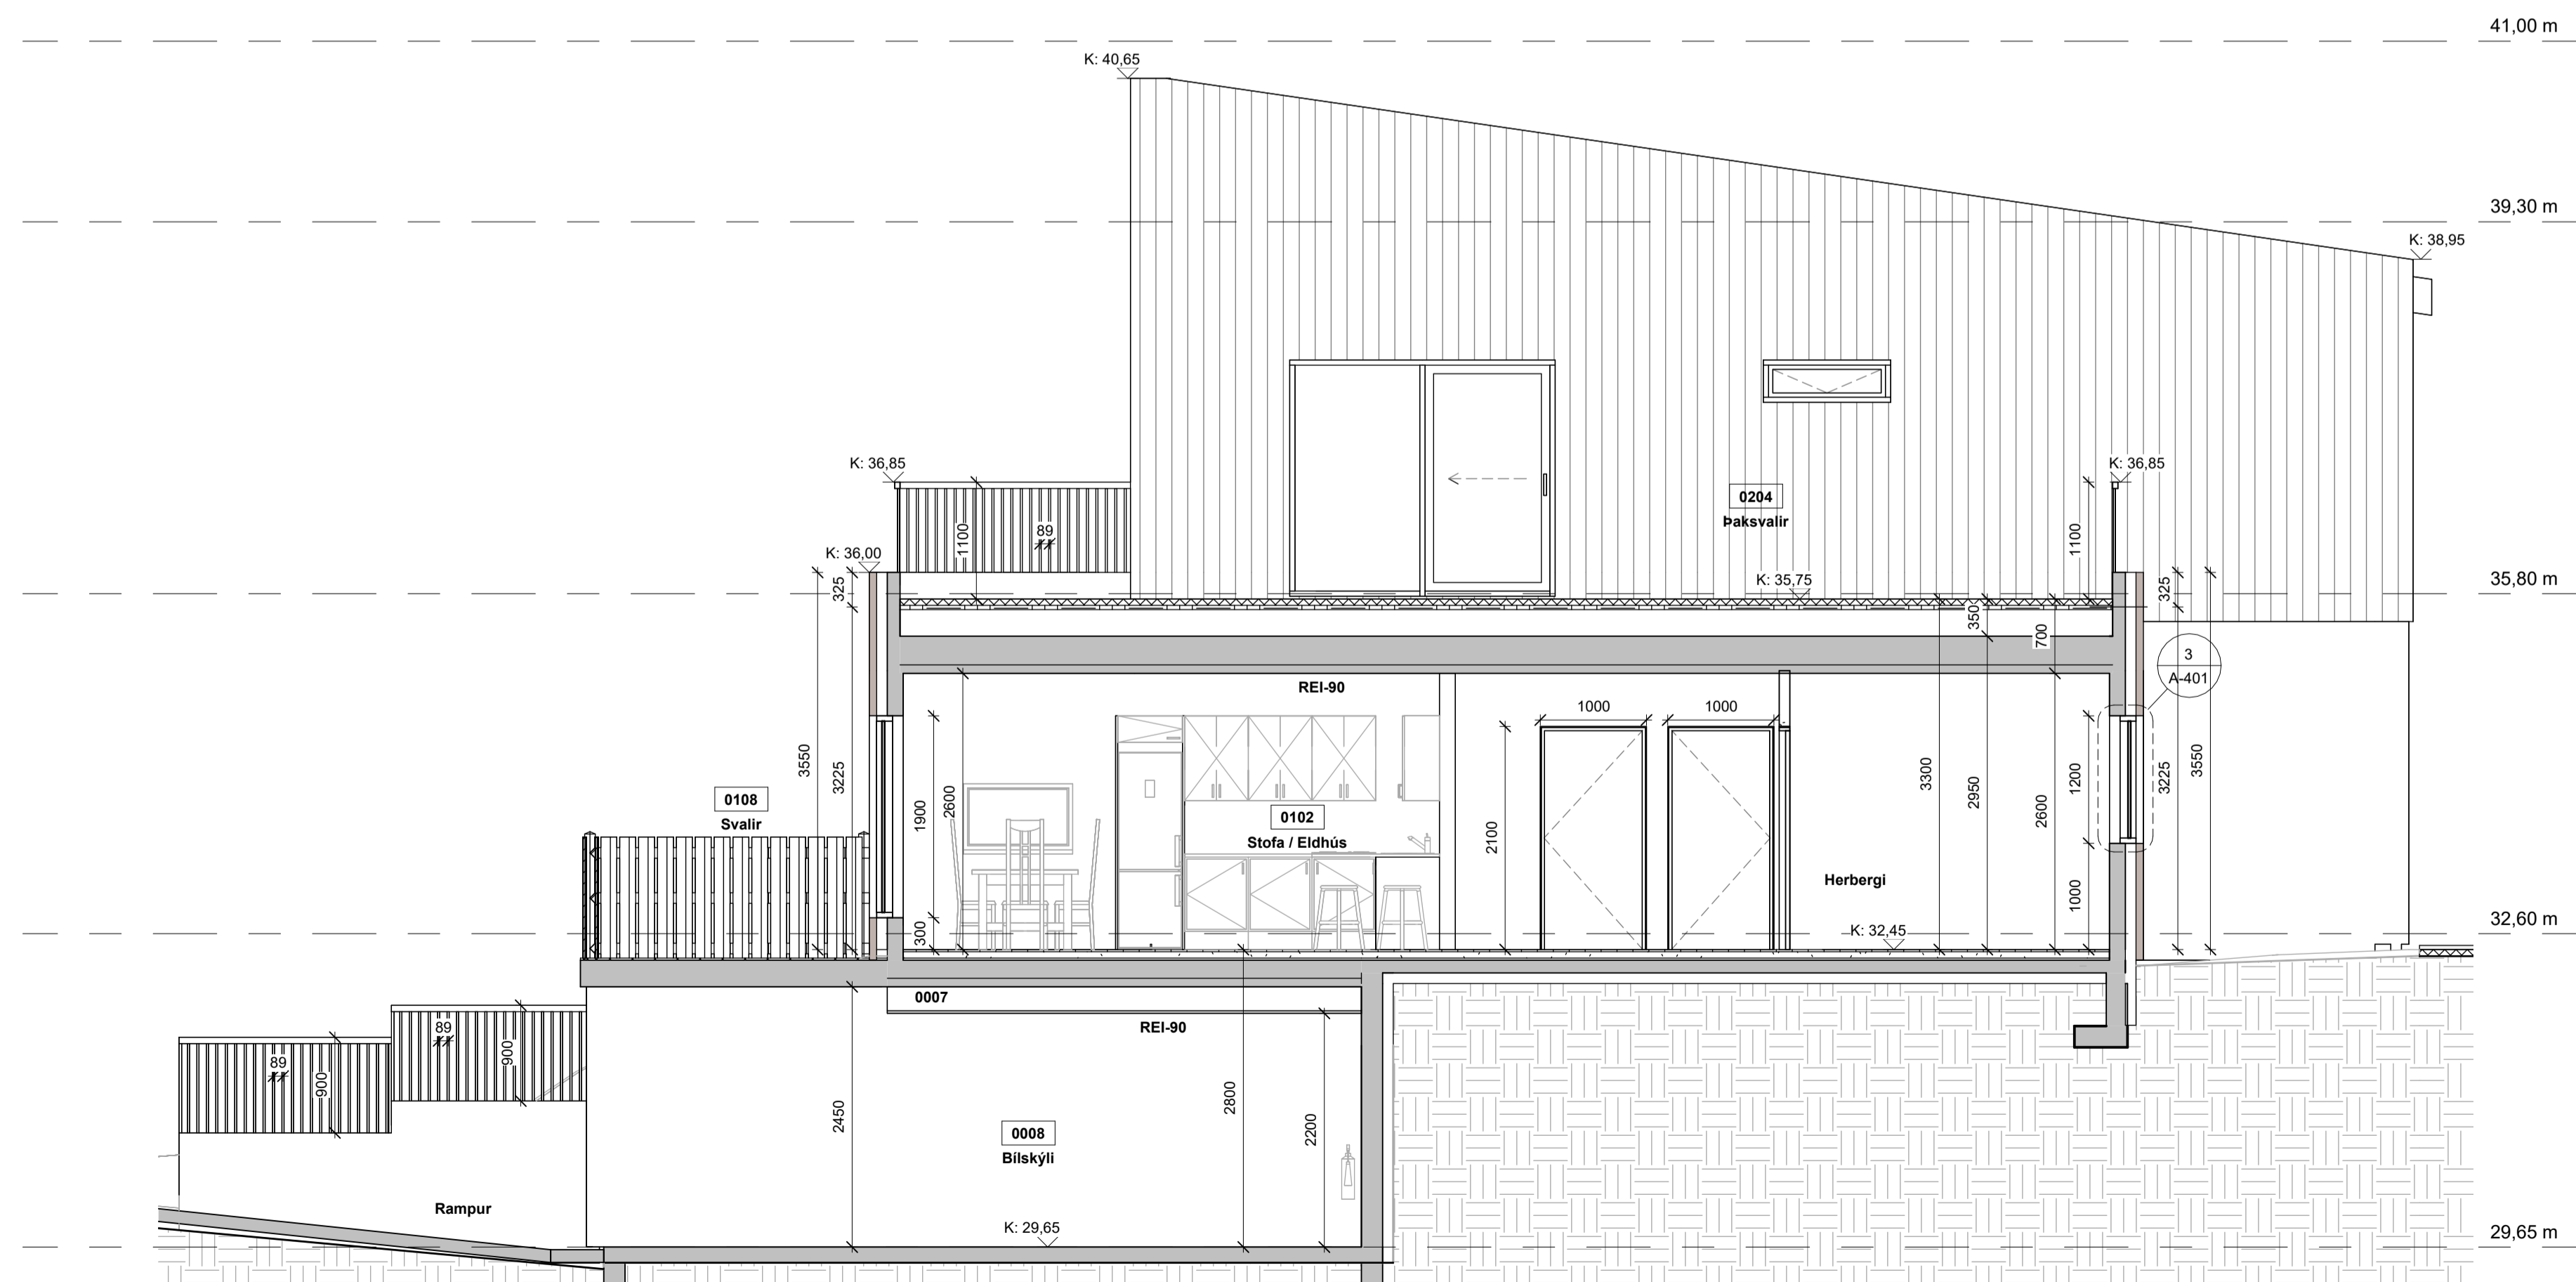 41,00 m
K: 40,65
39,30 m
K: 38,95
K: 36,85
K: 36,85
0204
Þaksvalir
1100
89
1100
K: 36,00
K: 35,75
35,80 m
325
325
350
700
3
A-401
REI-90
1000
1000
3550
3225
1900
2600
2100
3300
2950
2600
1200
3225
3550
0108
Svalir
0102
Stofa / Eldhús
Herbergi
300
1000
K: 32,45
32,60 m
0007
REI-90
89
900
89
900
2450
2800
2200
0008
Bílskýli
Rampur
K: 29,65
29,65 m